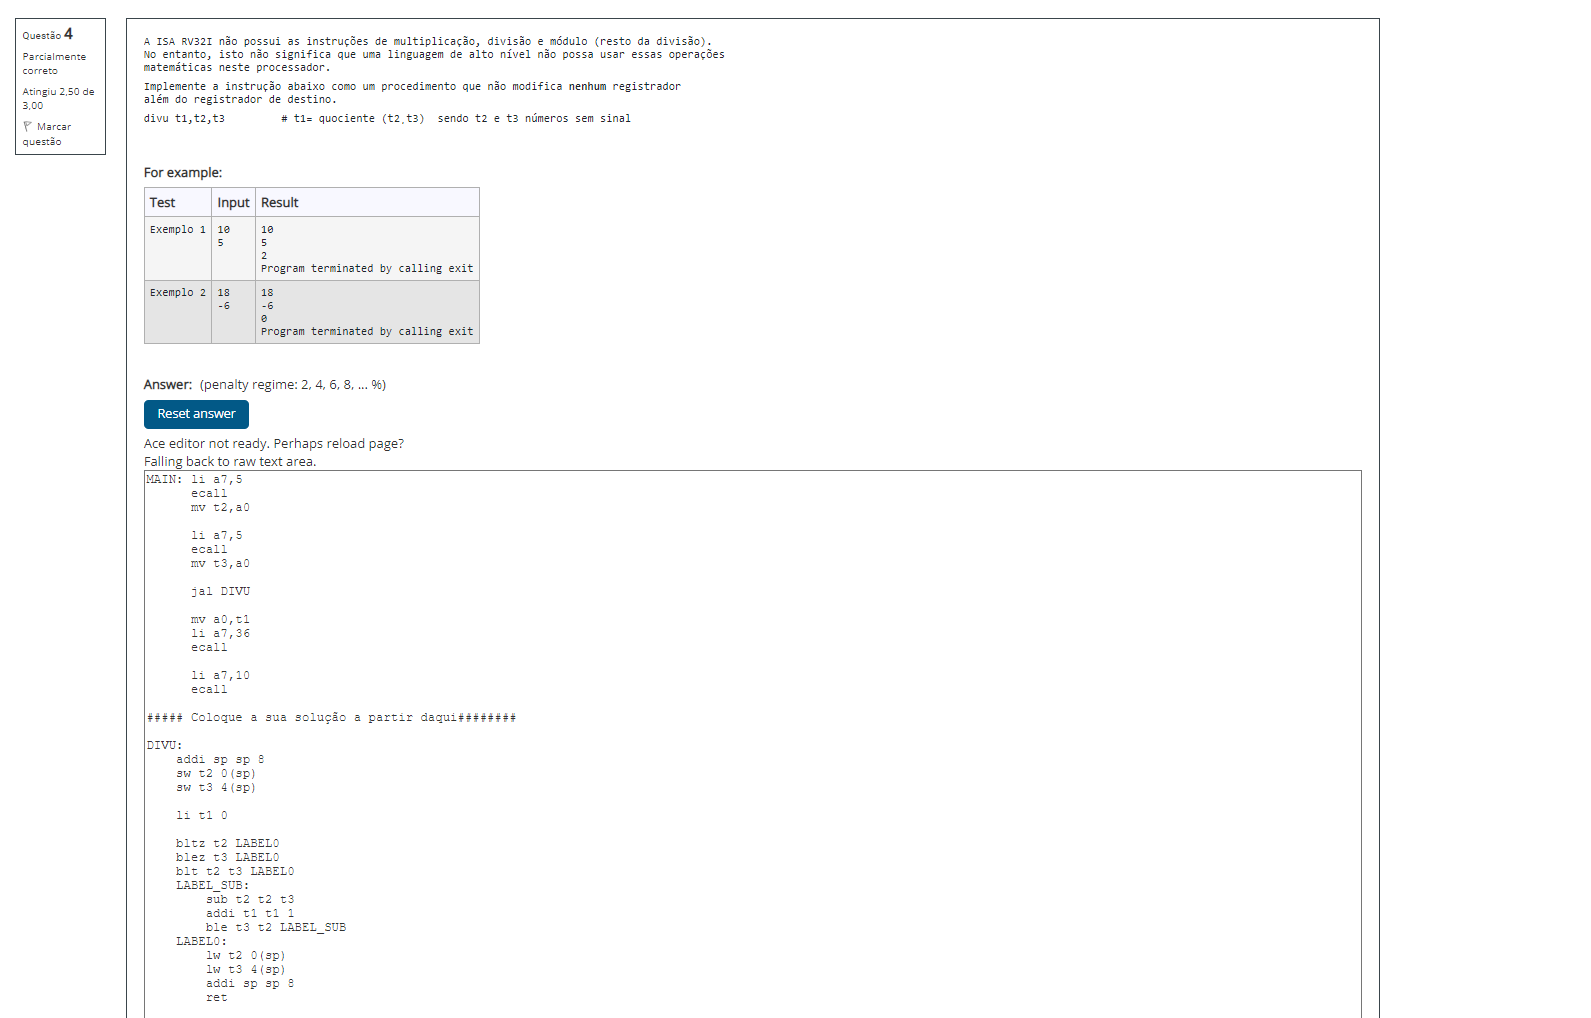 Questão 4
Parcialmente
correto
Atingiu 2,50 de
3,00
Marcar
questão
A ISA RV32I não possui as instruções de multiplicação, divisão e módulo (resto da divisão).
No entanto, isto não significa que uma linguagem de alto nível não possa usar essas operações
matemáticas neste processador.
Implemente a instrução abaixo como um procedimento que não modifica nenhum registrador
além do registrador de destino.
divu t1,t2,t3         # t1= quociente (t2,t3)  sendo t2 e t3 números sem sinal
For example:
Test Input Result
Exemplo 1 10 10
5 5
2
Program terminated by calling exit
Exemplo 2 18 18
-6 -6
0
Program terminated by calling exit
Answer: (penalty regime: 2, 4, 6, 8, ... %)
Reset answer
Ace editor not ready. Perhaps reload page?
Falling back to raw text area.
MAIN: li a7,5
ecall
mv t2,a0
li a7,5
ecall
mv t3,a0
jal DIVU
mv a0,t1
li a7,36
ecall
li a7,10
ecall
##### Coloque a sua solução a partir daqui########
DIVU:
addi sp sp 8
sw t2 0(sp)
sw t3 4(sp)
li t1 0
bltz t2 LABEL0
blez t3 LABEL0
blt t2 t3 LABEL0
LABEL_SUB:
sub t2 t2 t3
addi t1 t1 1
ble t3 t2 LABEL_SUB
LABEL0:
lw t2 0(sp)
lw t3 4(sp)
addi sp sp 8
ret